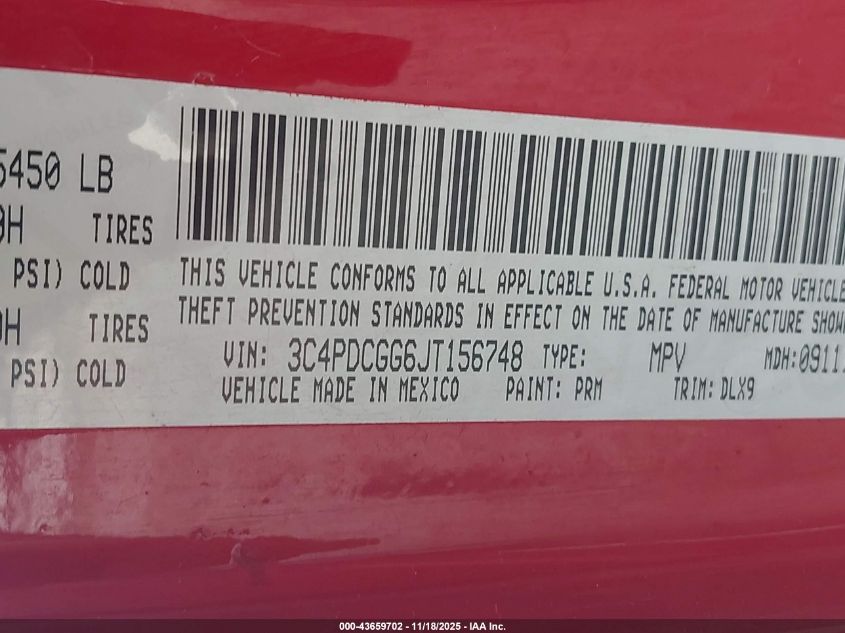 5450 LB
0H TIRES
PSI) COLD
0H TIRES
PSI) COLD
THIS VEHICLE CONFORMS TO ALL APPLICABLE U.S.A. FEDERAL MOTOR VEHICLE
THEFT PREVENTION STANDARDS IN EFFECT ON THE DATE OF MANUFACTURE SHOW
VIN: 3C4PDCGG6JT156748 TYPE: MPV MDH:0911
VEHICLE MADE IN MEXICO PAINT: PRM TRIM: DLX9
000-43659702 - 11/18/2025 - IAA Inc.